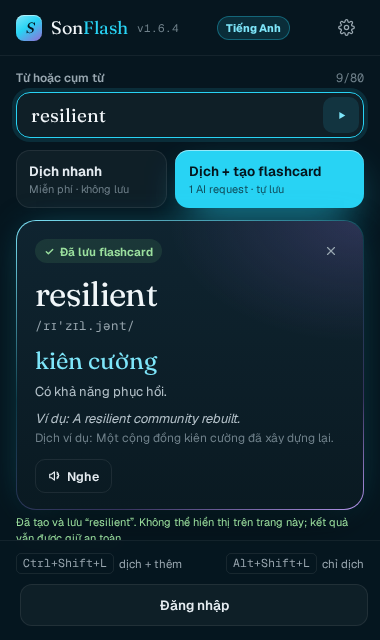 S SonFlash v1.6.4 Tiếng Anh
Từ hoặc cụm từ 9/80
resilient
Dịch nhanh
Miễn phí · không lưu
Dịch + tạo flashcard
1 AI request · tự lưu
✓ Đã lưu flashcard ×
resilient
/rɪˈzɪl.jənt/
kiên cường
Có khả năng phục hồi.
Ví dụ: A resilient community rebuilt.
Dịch ví dụ: Một cộng đồng kiên cường đã xây dựng lại.
Nghe
Đã tạo và lưu “resilient”. Không thể hiển thị trên trang này; kết quả
vẫn được giữ an toàn.
Ctrl+Shift+L dịch + thêm Alt+Shift+L chỉ dịch
Đăng nhập